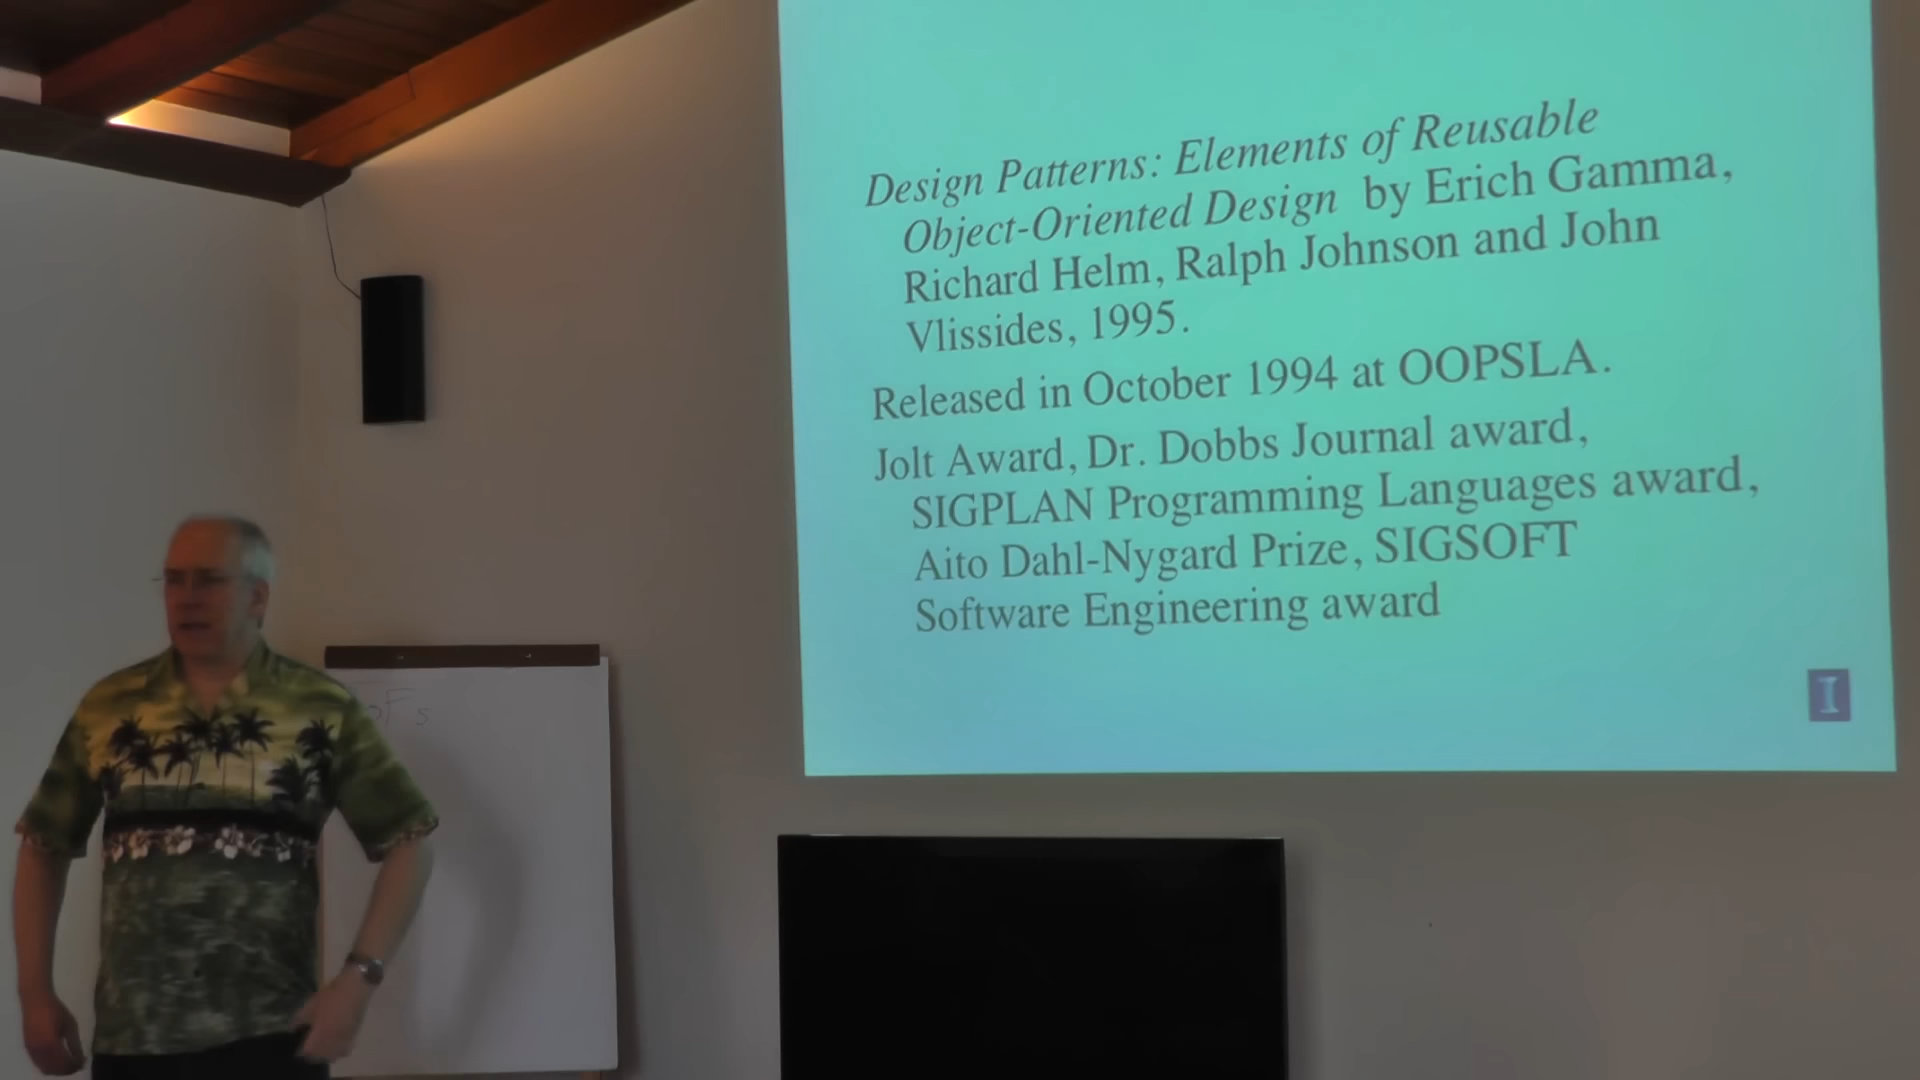 Design Patterns: Elements of Reusable
Object-Oriented Design by Erich Gamma,
Richard Helm, Ralph Johnson and John
Vlissides, 1995.
Released in October 1994 at OOPSLA.
Jolt Award, Dr. Dobbs Journal award,
SIGPLAN Programming Languages award,
Aito Dahl-Nygard Prize, SIGSOFT
Software Engineering award
I